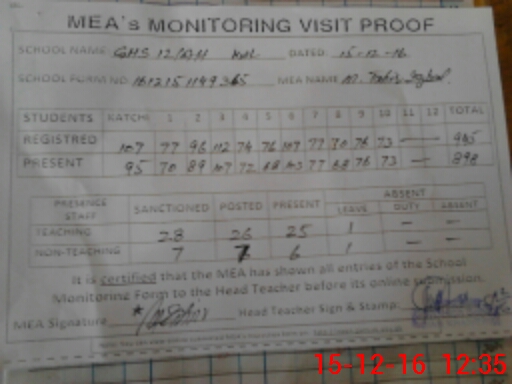 MEA's MONITORING VISIT PROOF
SCHOOL NAME GHS 12/AH KWL DATED: 15-12-16
SCHOOL FORM NO. MEA NAME M.
STUDENTS KATCHI 1 2 3 4 5 6 7 8 9 10 11 12 TOTAL
REGISTRED 107 77 96 112 74 76 107 77 70 76 73 —
PRESENT 95 70 89 107 72 68 103 77 68 76 73 — 898
PRESENCE STAFF SANCTIONED POSTED PRESENT ABSENT
LEAVE DUTY ABSENT
TEACHING 28 26 25 1 — —
NON-TEACHING 7 7 6 1 — —
It is certified that the MEA has shown all entries of the School
Monitoring Form to the Head Teacher before its online submission.
MEA Signature Head Teacher Sign & Stamp:
15-12-16 12:35